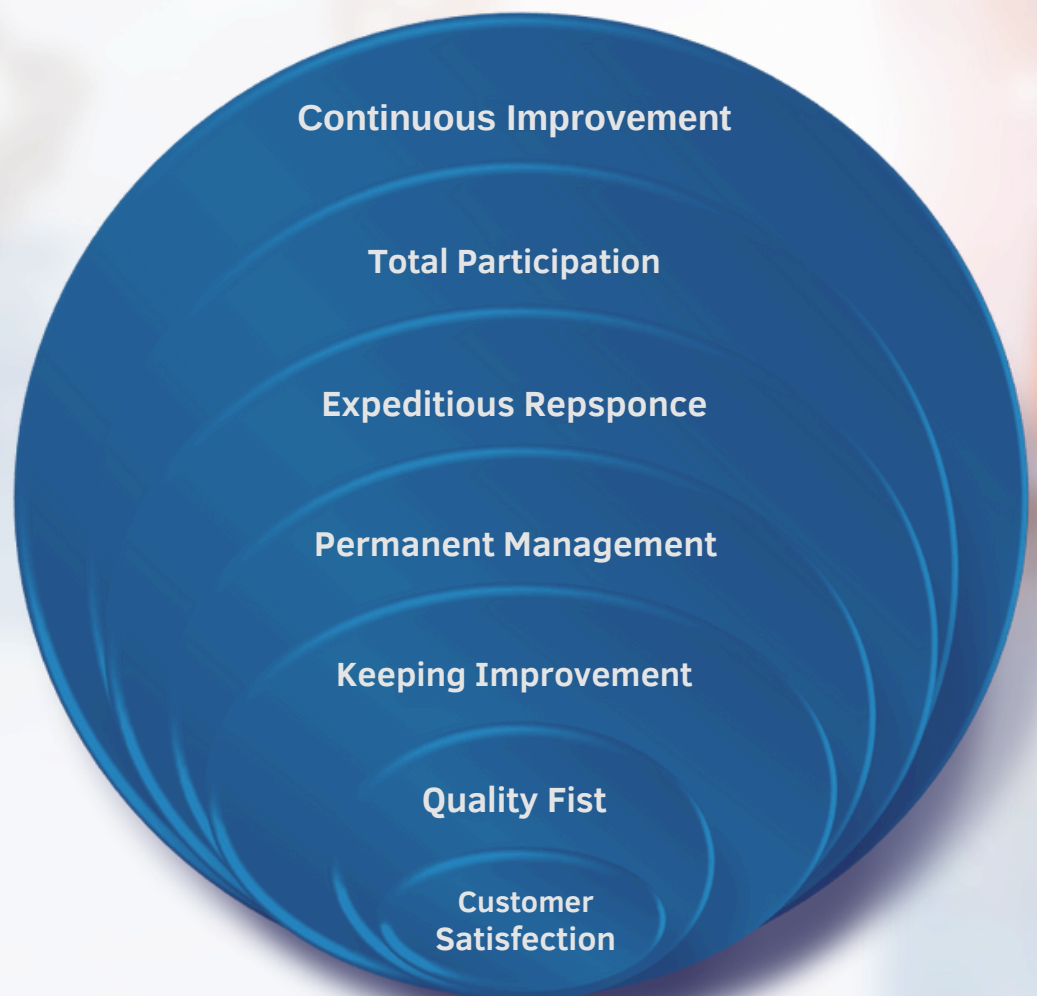 Continuous Improvement
Total Participation
Expeditious Repsponce
Permanent Management
Keeping Improvement
Quality Fist
Customer
Satisfection